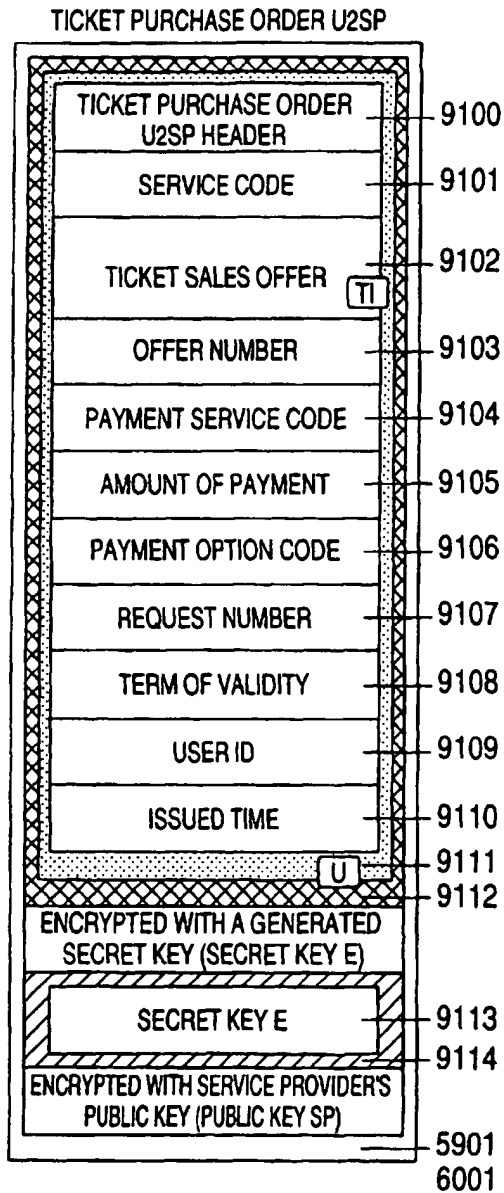 TICKET PURCHASE ORDER U2SP
TICKET PURCHASE ORDER
U2SP HEADER
9100
SERVICE CODE
9101
TICKET SALES OFFER
TI
9102
OFFER NUMBER
9103
PAYMENT SERVICE CODE
9104
AMOUNT OF PAYMENT
9105
PAYMENT OPTION CODE
9106
REQUEST NUMBER
9107
TERM OF VALIDITY
9108
USER ID
9109
ISSUED TIME
9110
U
9111
9112
ENCRYPTED WITH A GENERATED
SECRET KEY (SECRET KEY E)
SECRET KEY E
9113
9114
ENCRYPTED WITH SERVICE PROVIDER'S
PUBLIC KEY (PUBLIC KEY SP)
5901
6001